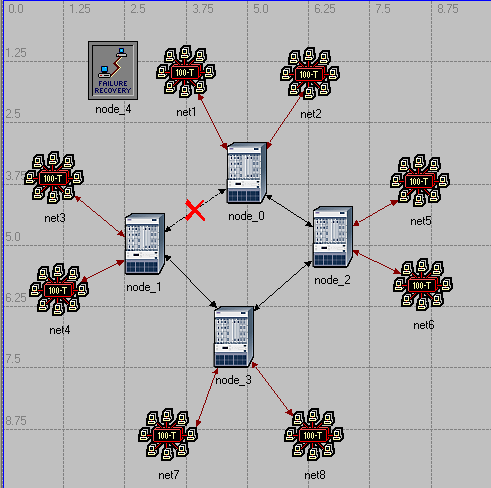 0.0 1.25 2.5 3.75 5.0 6.25 7.5 8.75
1.25
2.5
3.75
5.0
6.25
7.5
8.75
FAILURE
RECOVERY
node_4
100-T
net1
100-T
net2
100-T
net3
node_0
100-T
net5
node_1
node_2
100-T
net4
100-T
net6
node_3
100-T
net7
100-T
net8